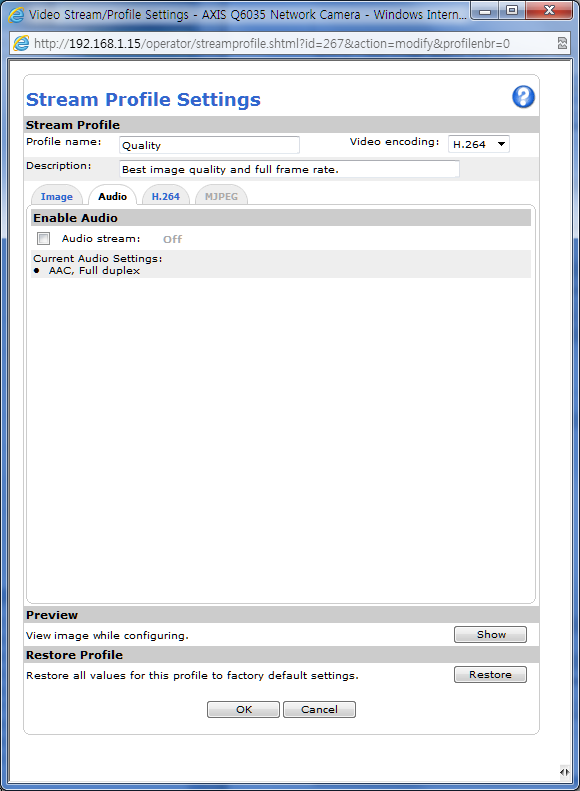 Video Stream/Profile Settings - AXIS Q6035 Network Camera - Windows Intern...
http://192.168.1.15/operator/streamprofile.shtml?id=267&action=modify&profilenbr=0
Stream Profile Settings
?
Stream Profile
Profile name: Quality Video encoding: H.264
Description: Best image quality and full frame rate.
Image Audio H.264 MJPEG
Enable Audio
Audio stream: Off
Current Audio Settings:
● AAC, Full duplex
Preview
View image while configuring. Show
Restore Profile
Restore all values for this profile to factory default settings. Restore
OK Cancel